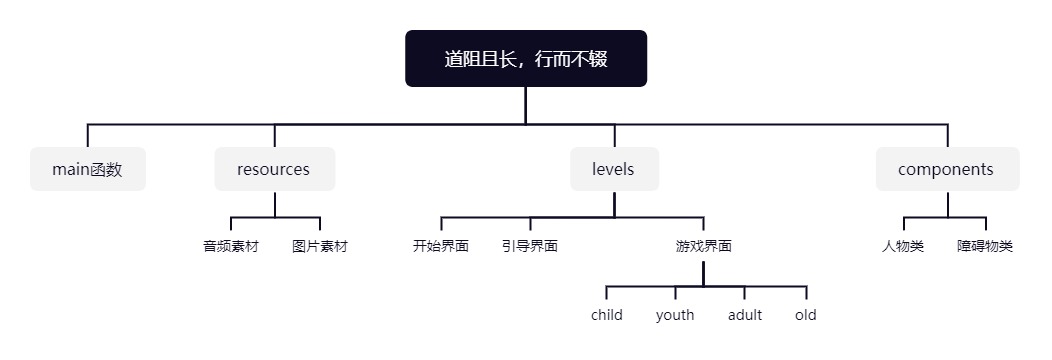 道阻且长，行而不辍
main函数
resources
levels
components
音频素材
图片素材
开始界面
引导界面
游戏界面
人物类
障碍物类
child
youth
adult
old